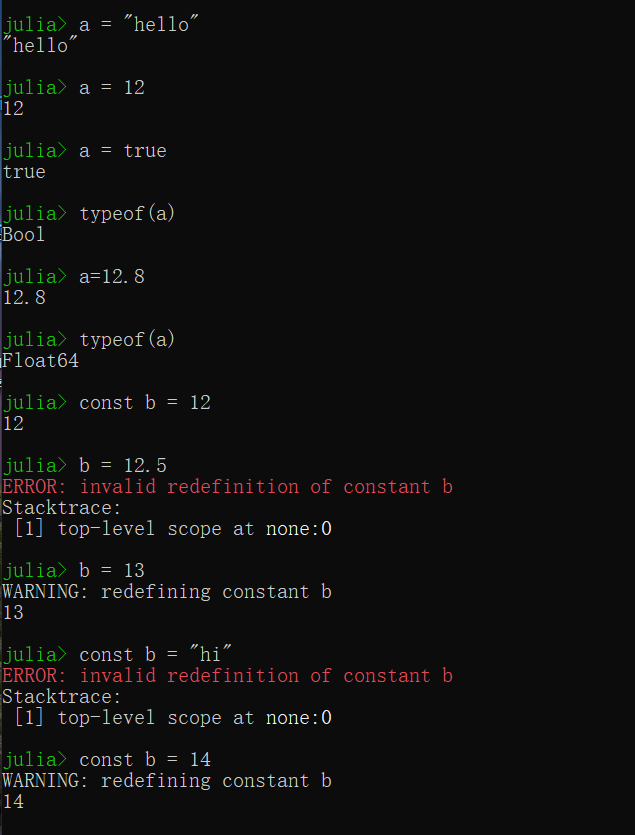 julia> a = "hello"
"hello"
julia> a = 12
12
julia> a = true
true
julia> typeof(a)
Bool
julia> a=12.8
12.8
julia> typeof(a)
Float64
julia> const b = 12
12
julia> b = 12.5
ERROR: invalid redefinition of constant b
Stacktrace:
 [1] top-level scope at none:0
julia> b = 13
WARNING: redefining constant b
13
julia> const b = "hi"
ERROR: invalid redefinition of constant b
Stacktrace:
 [1] top-level scope at none:0
julia> const b = 14
WARNING: redefining constant b
14